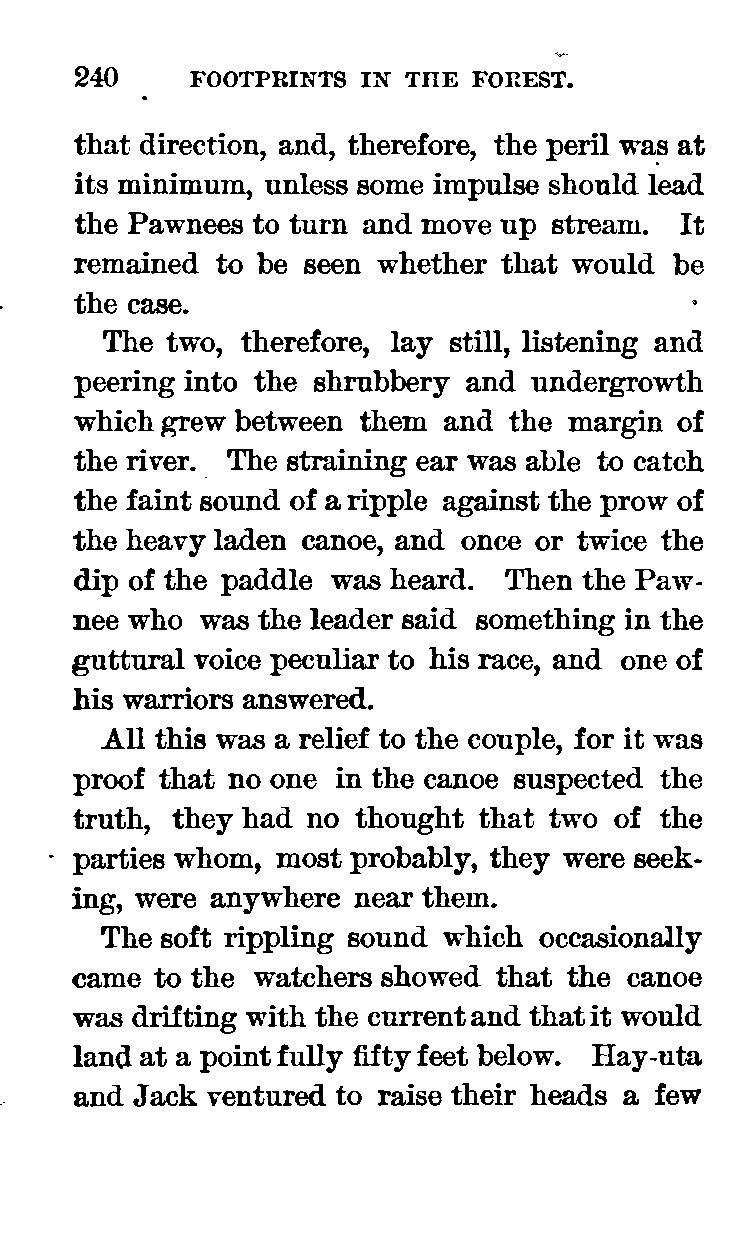 240 FOOTPRINTS IN THE FOREST.
that direction, and, therefore, the peril was at
its minimum, unless some impulse should lead
the Pawnees to turn and move up stream. It
remained to be seen whether that would be
the case.
The two, therefore, lay still, listening and
peering into the shrubbery and undergrowth
which grew between them and the margin of
the river. The straining ear was able to catch
the faint sound of a ripple against the prow of
the heavy laden canoe, and once or twice the
dip of the paddle was heard. Then the Paw-
nee who was the leader said something in the
guttural voice peculiar to his race, and one of
his warriors answered.
All this was a relief to the couple, for it was
proof that no one in the canoe suspected the
truth, they had no thought that two of the
parties whom, most probably, they were seek-
ing, were anywhere near them.
The soft rippling sound which occasionally
came to the watchers showed that the canoe
was drifting with the current and that it would
land at a point fully fifty feet below. Hay-uta
and Jack ventured to raise their heads a few